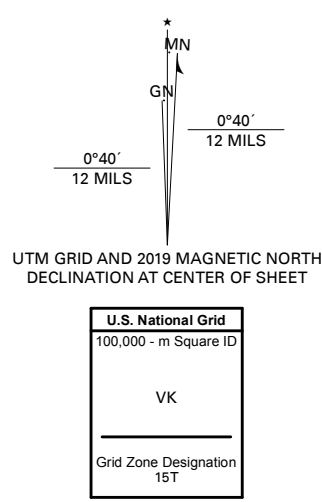 ★
MN
GN
0°40´
12 MILS
0°40´
12 MILS
UTM GRID AND 2019 MAGNETIC NORTH
DECLINATION AT CENTER OF SHEET
U.S. National Grid
100,000 - m Square ID
VK
Grid Zone Designation
15T